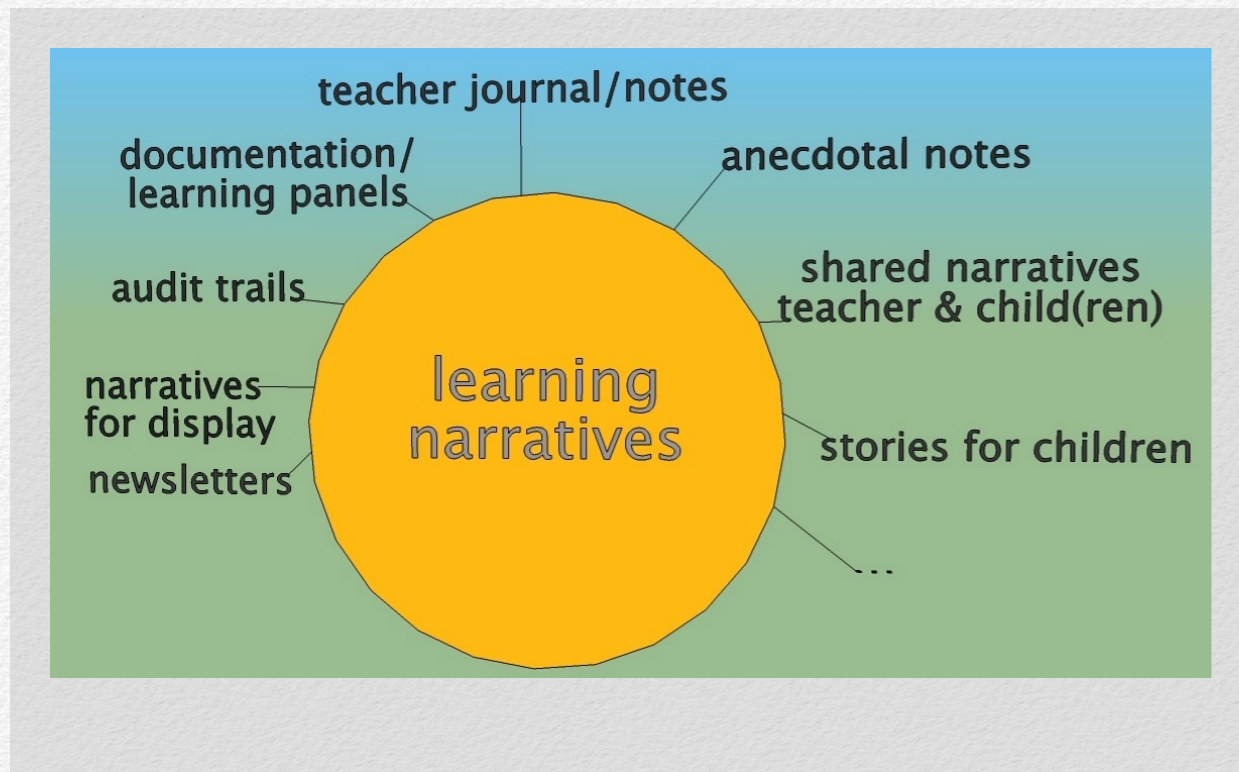 teacher journal/notes
documentation/
learning panels
anecdotal notes
shared narratives
teacher & child(ren)
audit trails
learning
narratives
narratives
for display
stories for children
newsletters
...